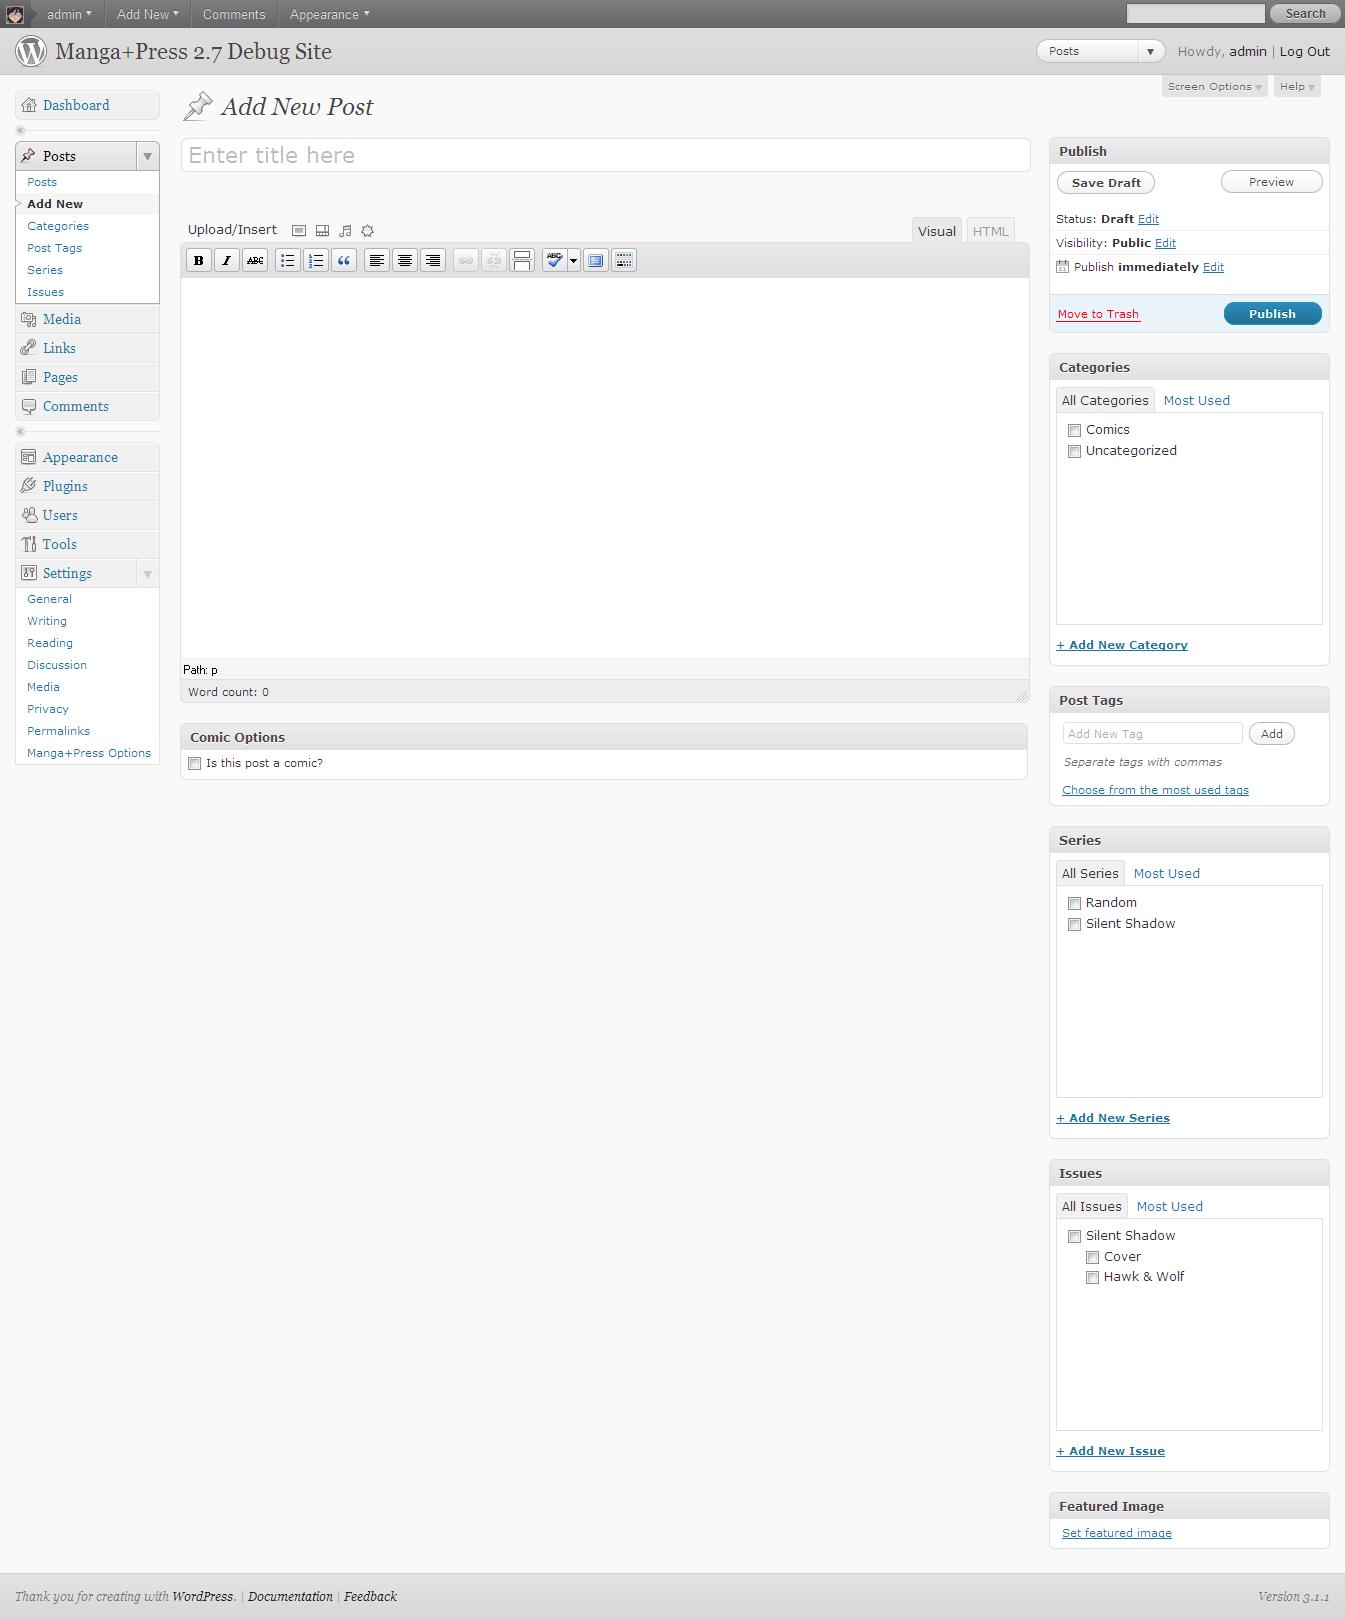 admin
Add New
Comments
Appearance
Search
Manga+Press 2.7 Debug Site
Posts
Howdy, admin | Log Out
Screen Options
Help
Dashboard
Posts
Posts
Add New
Categories
Post Tags
Series
Issues
Media
Links
Pages
Comments
Appearance
Plugins
Users
Tools
Settings
General
Writing
Reading
Discussion
Media
Privacy
Permalinks
Manga+Press Options
Add New Post
Enter title here
Upload/Insert
Visual
HTML
B I ABC
ABC
Path: p
Word count: 0
Comic Options
Is this post a comic?
Publish
Save Draft
Preview
Status: Draft Edit
Visibility: Public Edit
Publish immediately Edit
Move to Trash
Publish
Categories
All Categories
Most Used
Comics
Uncategorized
+ Add New Category
Post Tags
Add New Tag
Add
Separate tags with commas
Choose from the most used tags
Series
All Series
Most Used
Random
Silent Shadow
+ Add New Series
Issues
All Issues
Most Used
Silent Shadow
Cover
Hawk & Wolf
+ Add New Issue
Featured Image
Set featured image
Thank you for creating with WordPress. | Documentation | Feedback
Version 3.1.1